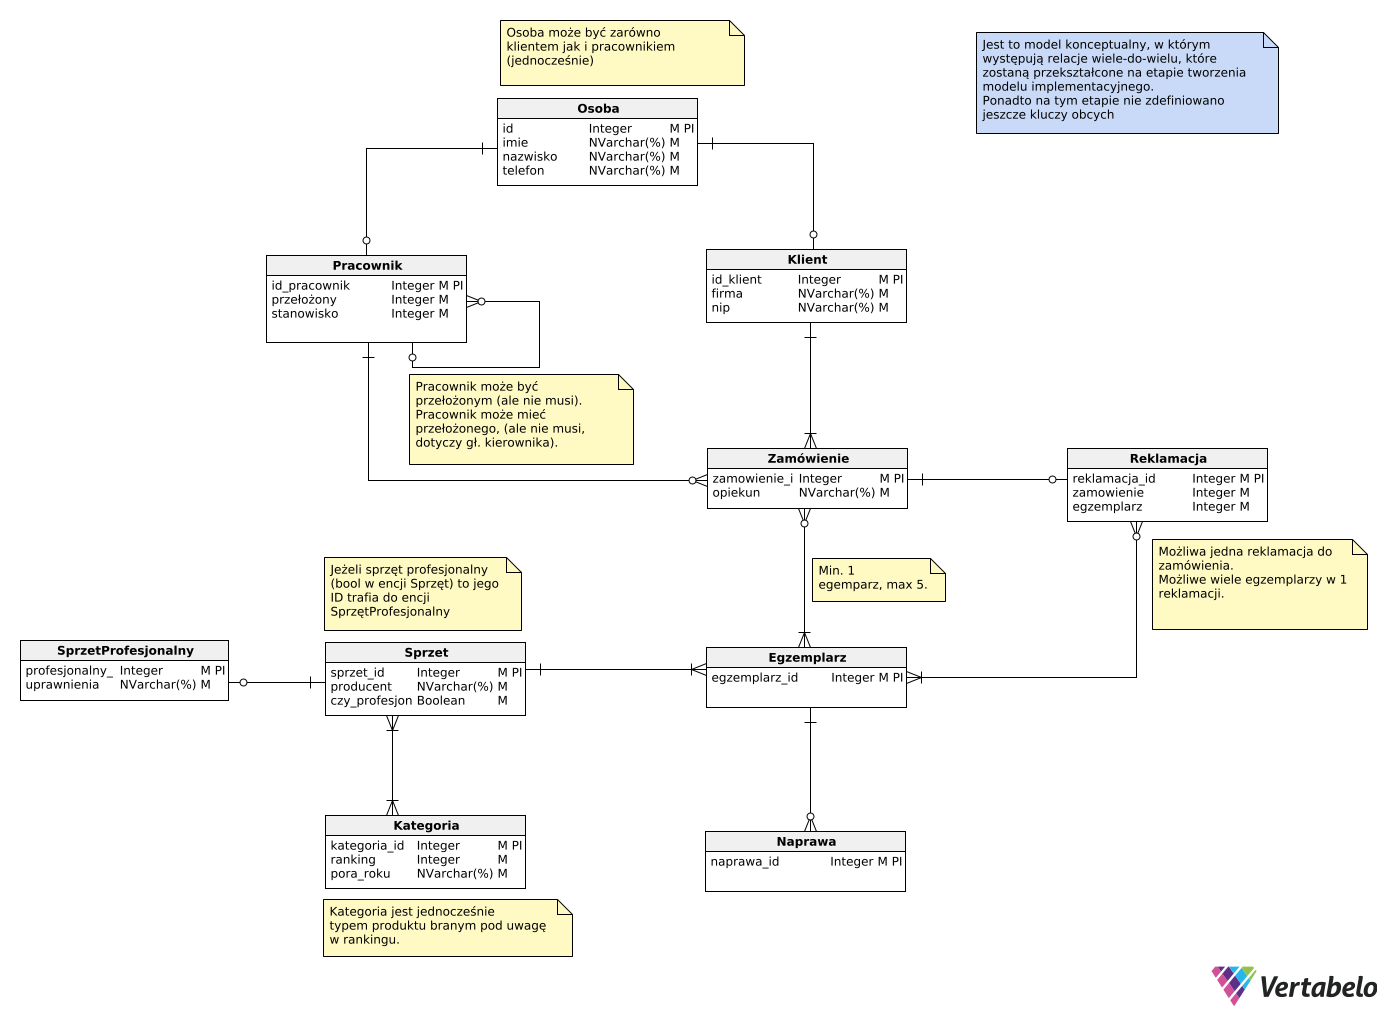 Osoba może być zarówno
klientem jak i pracownikiem
(jednocześnie)
Jest to model konceptualny, w którym
występują relacje wiele-do-wielu, które
zostaną przekształcone na etapie tworzenia
modelu implementacyjnego.
Ponadto na tym etapie nie zdefiniowano
jeszcze kluczy obcych
Osoba
id Integer M PI
imie NVarchar(%) M
nazwisko NVarchar(%) M
telefon NVarchar(%) M
Pracownik
id_pracownik Integer M PI
przełożony Integer M
stanowisko Integer M
Klient
id_klient Integer M PI
firma NVarchar(%) M
nip NVarchar(%) M
Pracownik może być
przełożonym (ale nie musi).
Pracownik może mieć
przełożonego, (ale nie musi,
dotyczy gł. kierownika).
Zamówienie
zamowienie_i Integer M PI
opiekun NVarchar(%) M
Reklamacja
reklamacja_id Integer M PI
zamowienie Integer M
egzemplarz Integer M
Możliwa jedna reklamacja do
zamówienia.
Możliwe wiele egzemplarzy w 1
reklamacji.
Min. 1
egemparz, max 5.
Jeżeli sprzęt profesjonalny
(bool w encji Sprzęt) to jego
ID trafia do encji
SprzętProfesjonalny
SprzetProfesjonalny
profesjonalny_ Integer M PI
uprawnienia NVarchar(%) M
Sprzet
sprzet_id Integer M PI
producent NVarchar(%) M
czy_profesjon Boolean M
Egzemplarz
egzemplarz_id Integer M PI
Kategoria
kategoria_id Integer M PI
ranking Integer M
pora_roku NVarchar(%) M
Naprawa
naprawa_id Integer M PI
Kategoria jest jednocześnie
typem produktu branym pod uwagę
w rankingu.
Vertabelo